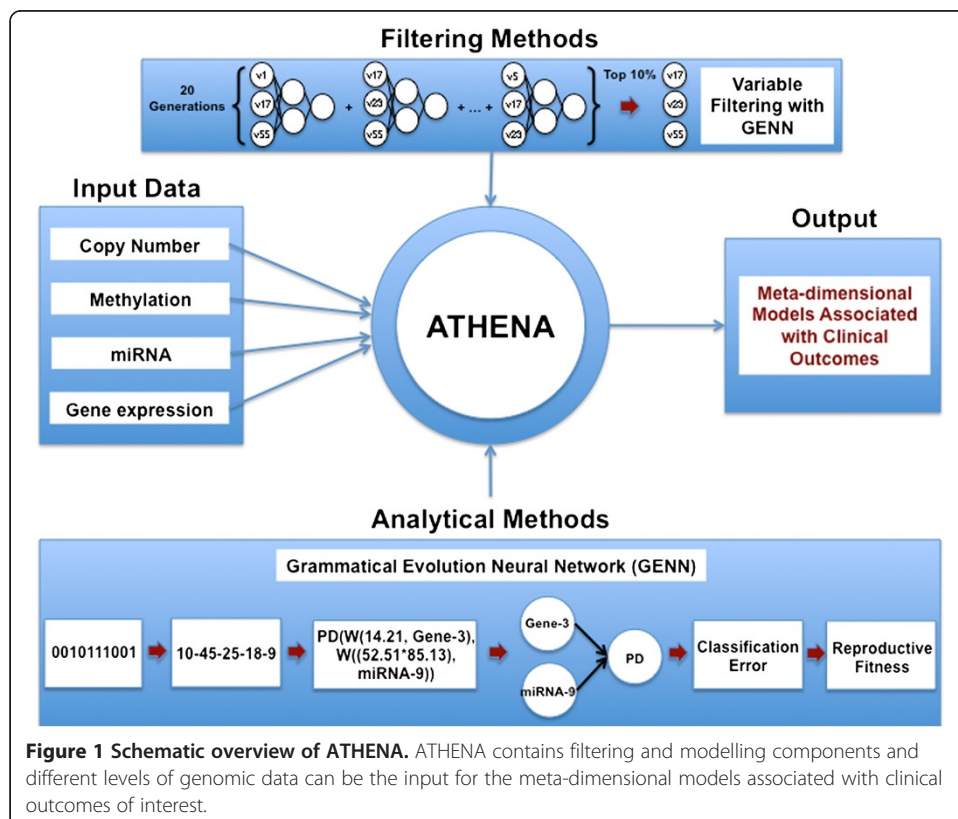 Filtering Methods
20
Generations
v1
v17
v55
+
v17
v23
v55
+ ... +
v5
v17
v23
Top 10%
v17
v23
v55
Variable
Filtering with
GENN
Input Data
Copy Number
Methylation
miRNA
Gene expression
ATHENA
Output
Meta-dimensional
Models Associated
with Clinical
Outcomes
Analytical Methods
Grammatical Evolution Neural Network (GENN)
0010111001
10-45-25-18-9
PD(W(14.21, Gene-3),
W((52.51*85.13),
miRNA-9))
Gene-3
miRNA-9
PD
Classification
Error
Reproductive
Fitness
Figure 1 Schematic overview of ATHENA. ATHENA contains filtering and modelling components and
different levels of genomic data can be the input for the meta-dimensional models associated with clinical
outcomes of interest.